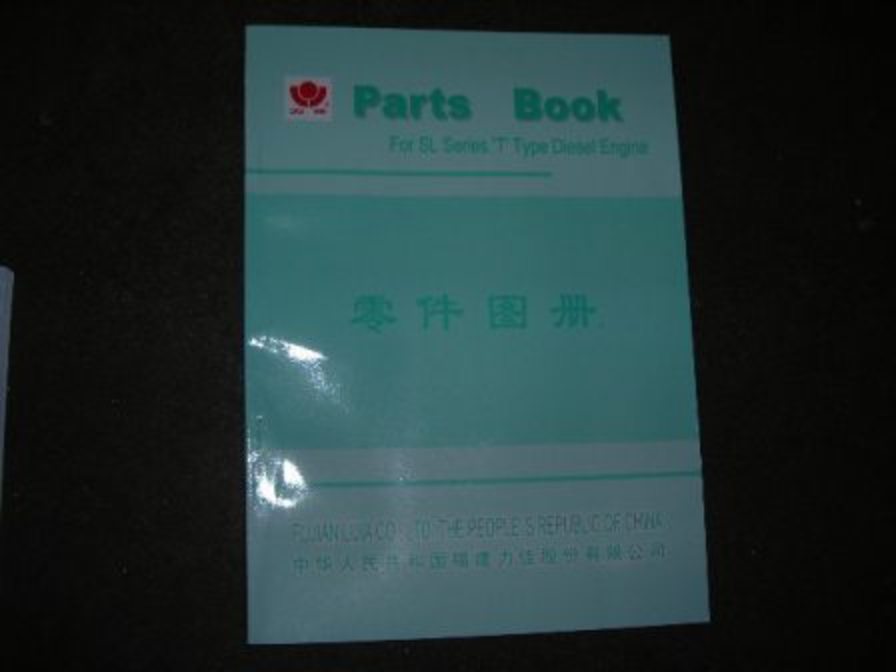 Parts Book
For SL Series "T" Type Diesel Engine
零件图册
FUJIAN LIJIA CO., LTD THE PEOPLE'S REPUBLIC OF CHINA
中华人民共和国福建力佳股份有限公司